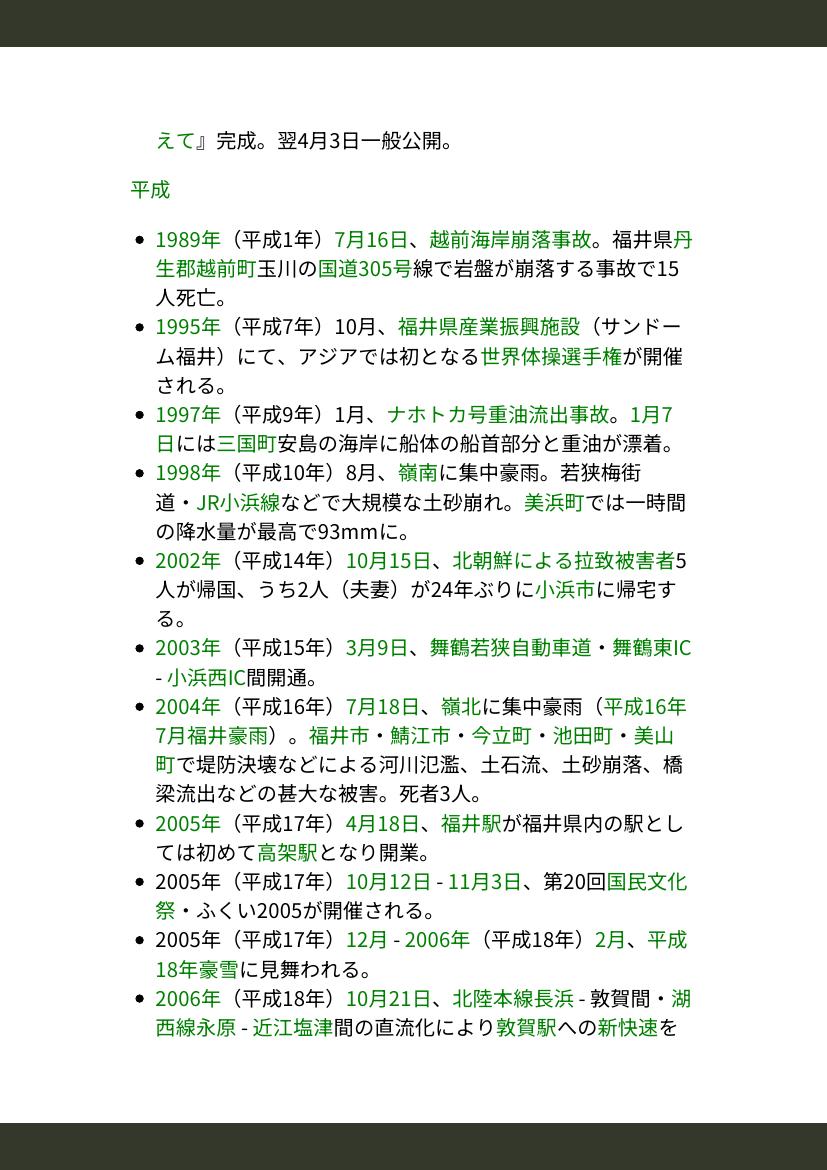 えて』完成。翌4月3日一般公開。
平成
• 1989年（平成1年）7月16日、越前海岸崩落事故。福井県丹
生郡越前町玉川の国道305号線で岩盤が崩落する事故で15
人死亡。
• 1995年（平成7年）10月、福井県産業振興施設（サンドー
ム福井）にて、アジアでは初となる世界体操選手権が開催
される。
• 1997年（平成9年）1月、ナホトカ号重油流出事故。1月7
日には三国町安島の海岸に船体の船首部分と重油が漂着。
• 1998年（平成10年）8月、嶺南に集中豪雨。若狭梅街
道・JR小浜線などで大規模な土砂崩れ。美浜町では一時間
の降水量が最高で93mmに。
• 2002年（平成14年）10月15日、北朝鮮による拉致被害者5
人が帰国、うち2人（夫妻）が24年ぶりに小浜市に帰宅す
る。
• 2003年（平成15年）3月9日、舞鶴若狭自動車道・舞鶴東IC
- 小浜西IC間開通。
• 2004年（平成16年）7月18日、嶺北に集中豪雨（平成16年
7月福井豪雨）。福井市・鯖江市・今立町・池田町・美山
町で堤防決壊などによる河川氾濫、土石流、土砂崩落、橋
梁流出などの甚大な被害。死者3人。
• 2005年（平成17年）4月18日、福井駅が福井県内の駅とし
ては初めて高架駅となり開業。
• 2005年（平成17年）10月12日 - 11月3日、第20回国民文化
祭・ふくい2005が開催される。
• 2005年（平成17年）12月 - 2006年（平成18年）2月、平成
18年豪雪に見舞われる。
• 2006年（平成18年）10月21日、北陸本線長浜 - 敦賀間・湖
西線永原 - 近江塩津間の直流化により敦賀駅への新快速を